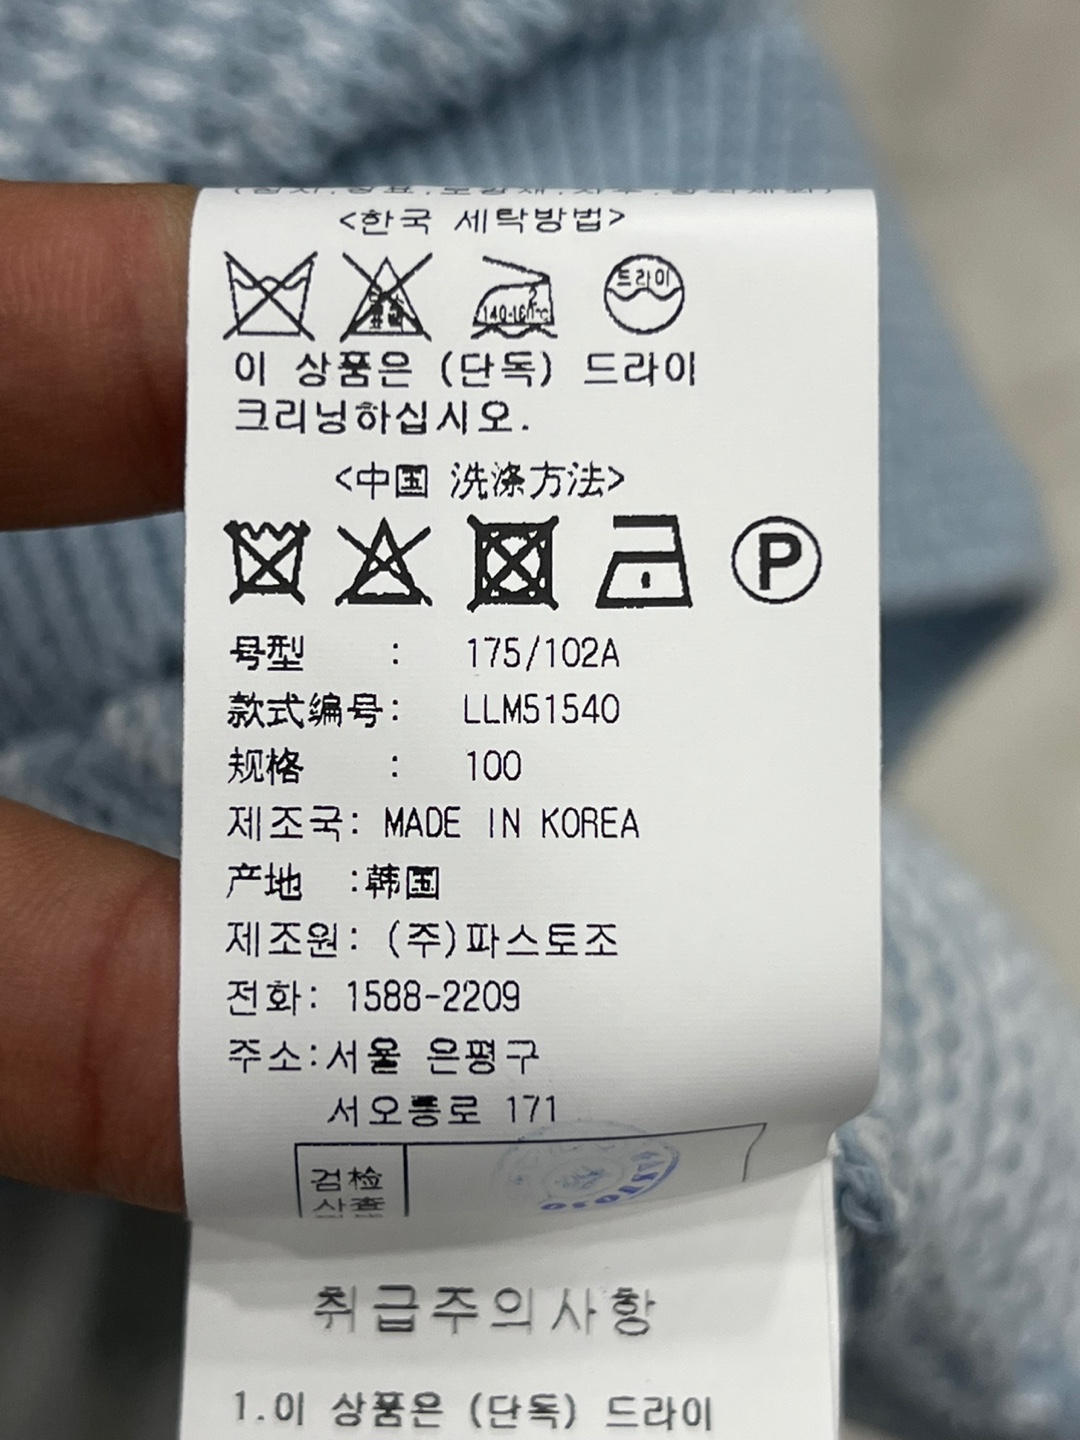 <한국 세탁방법>
드라이
140-160℃
이 상품은 (단독) 드라이
크리닝하십시오.
<中国 洗涤方法>
P
号型 : 175/102A
款式编号: LLM51540
规格 : 100
제조국: MADE IN KOREA
产地 :韩国
제조원: (주)파스토조
전화: 1588-2209
주소:서울 은평구
서오릉로 171
검检
사查
취급주의사항
1.이 상품은 (단독) 드라이